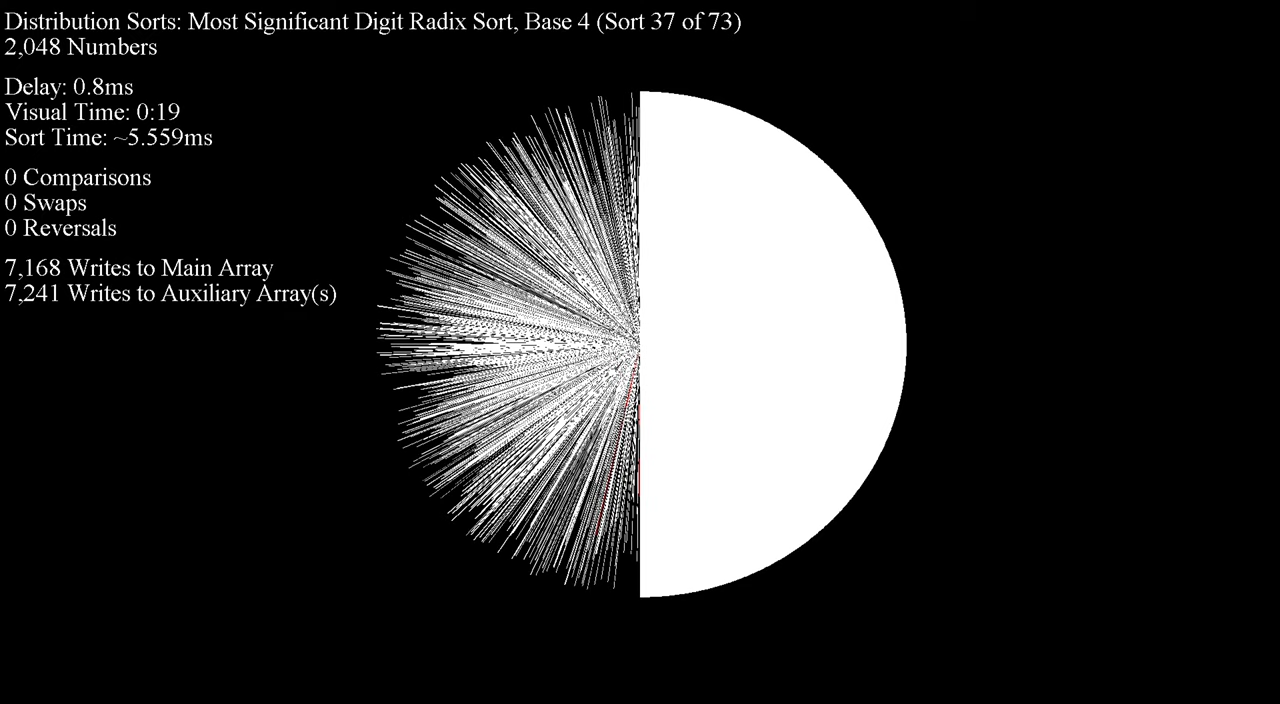 Distribution Sorts: Most Significant Digit Radix Sort, Base 4 (Sort 37 of 73)
2,048 Numbers
Delay: 0.8ms
Visual Time: 0:19
Sort Time: ~5.559ms
0 Comparisons
0 Swaps
0 Reversals
7,168 Writes to Main Array
7,241 Writes to Auxiliary Array(s)